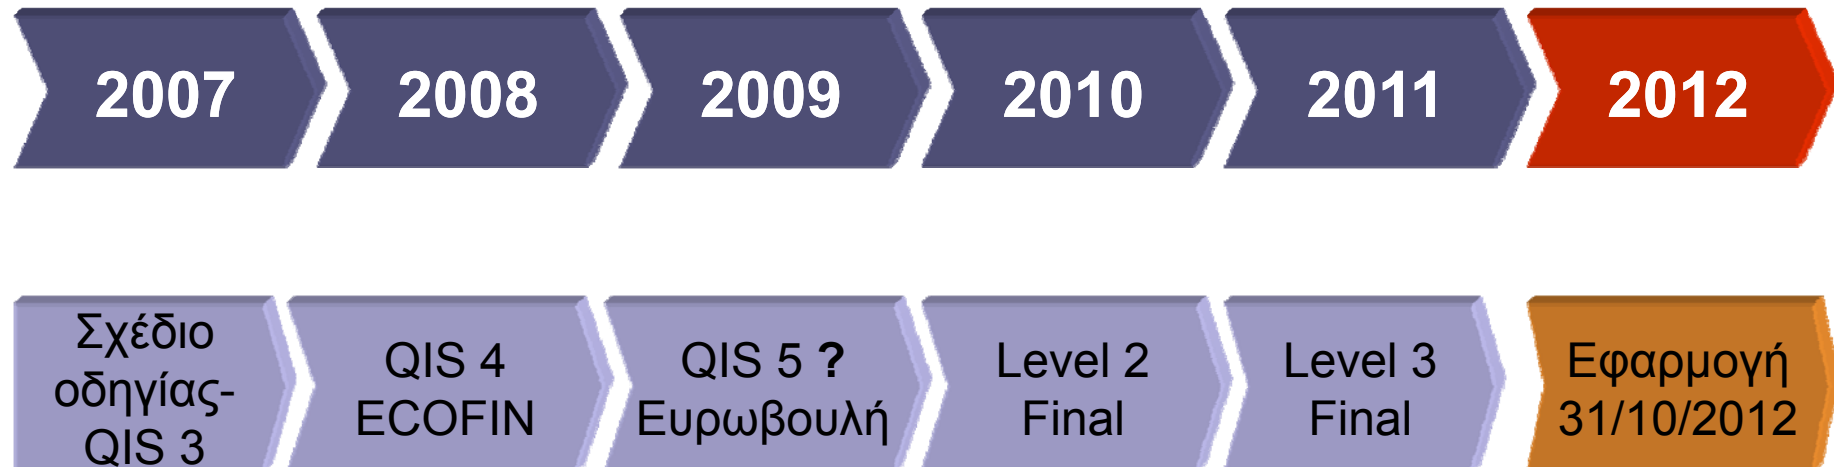 2007
2008
2009
2010
2011
2012
Σχέδιο
οδηγίας-
QIS 3
QIS 4
ECOFIN
QIS 5 ?
Ευρωβουλή
Level 2
Final
Level 3
Final
Εφαρμογή
31/10/2012